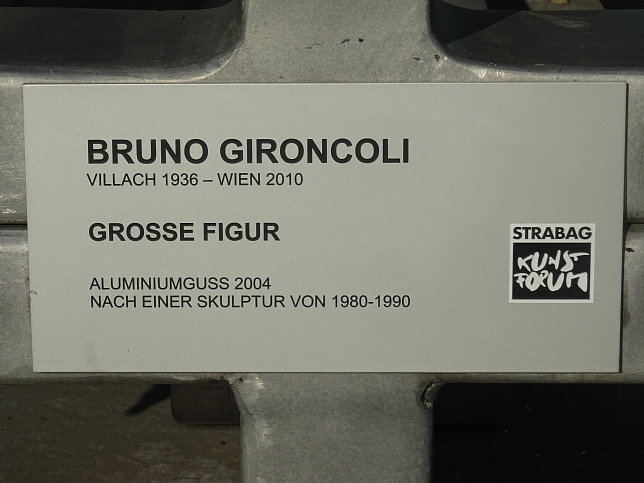 BRUNO GIRONCOLI
VILLACH 1936 – WIEN 2010
GROSSE FIGUR
ALUMINIUMGUSS 2004
NACH EINER SKULPTUR VON 1980-1990
STRABAG
KUNST
FORUM